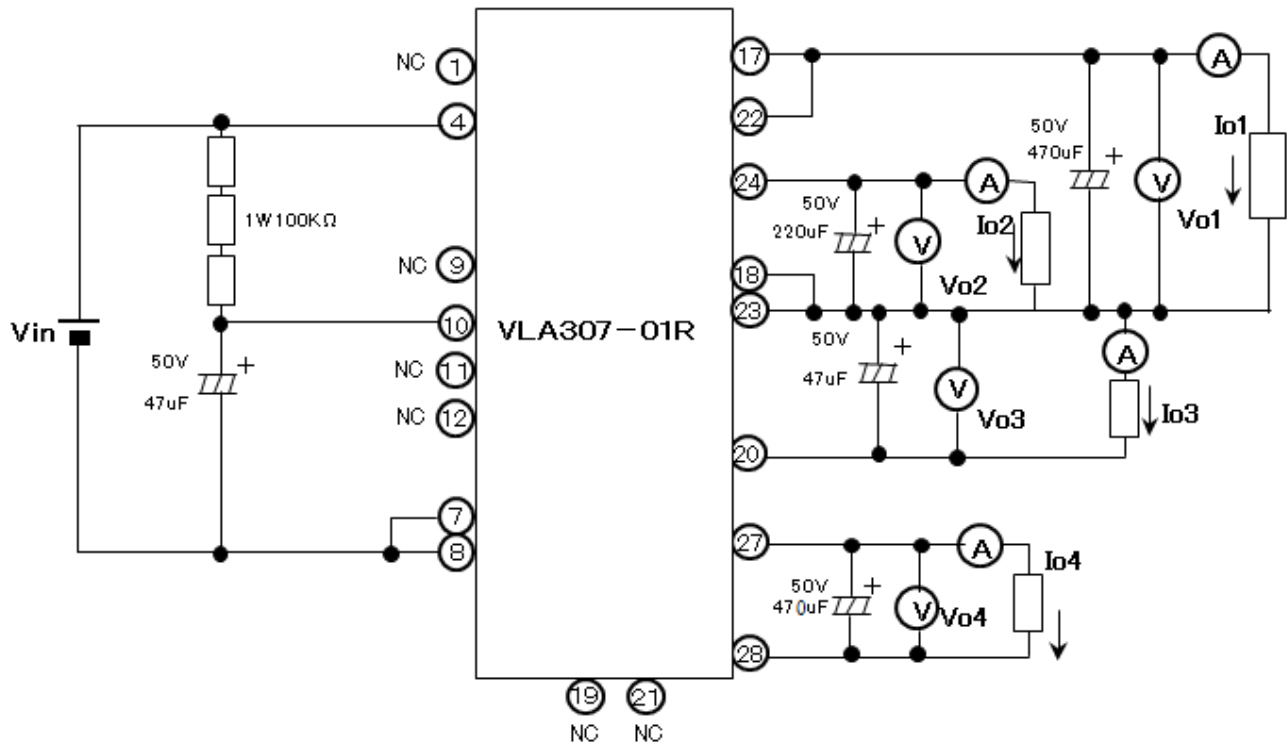 NC 1
4
1W100KΩ
NC 9
10
Vin
50V
47uF
NC 11
NC 12
7
8
VLA307-01R
17
22
24
18
23
20
27
28
50V
470uF
A
Io1
V
Vo1
A
50V
220uF
Io2
V
Vo2
50V
47uF
V
Vo3
A
Io3
50V
470uF
A
Io4
V
Vo4
19 21
NC NC